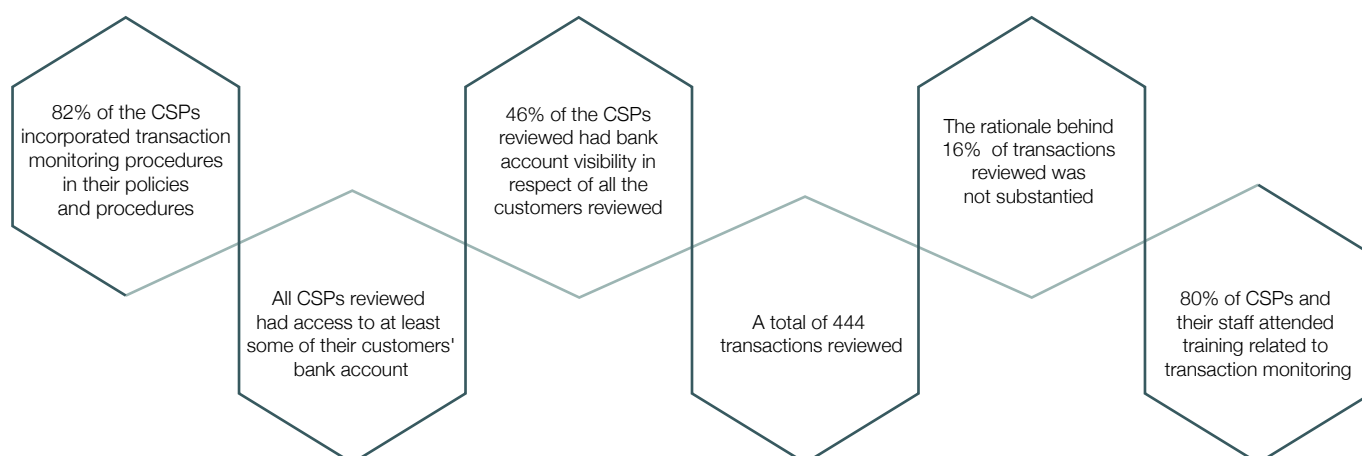 82% of the CSPs
incorporated transaction
monitoring procedures
in their policies
and procedures
All CSPs reviewed
had access to at least
some of their customers'
bank account
46% of the CSPs
reviewed had bank
account visibility in
respect of all the
customers reviewed
A total of 444
transactions reviewed
The rationale behind
16% of transactions
reviewed was
not substantied
80% of CSPs and
their staff attended
training related to
transaction monitoring